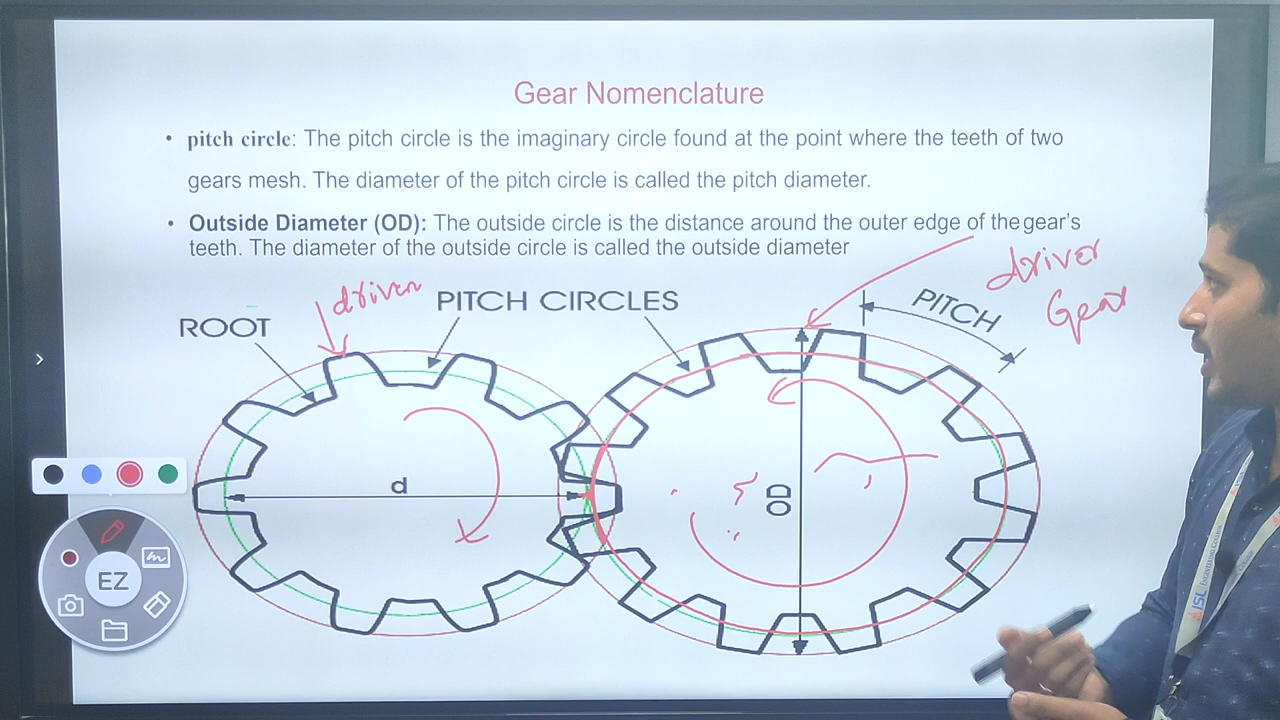 Gear Nomenclature
• pitch circle: The pitch circle is the imaginary circle found at the point where the teeth of two
gears mesh. The diameter of the pitch circle is called the pitch diameter.
• Outside Diameter (OD): The outside circle is the distance around the outer edge of the gear's
teeth. The diameter of the outside circle is called the outside diameter
driver
Gear
driven
PITCH CIRCLES
PITCH
ROOT
d
OD
EZ
ISL ENGINEERING COLLEGE